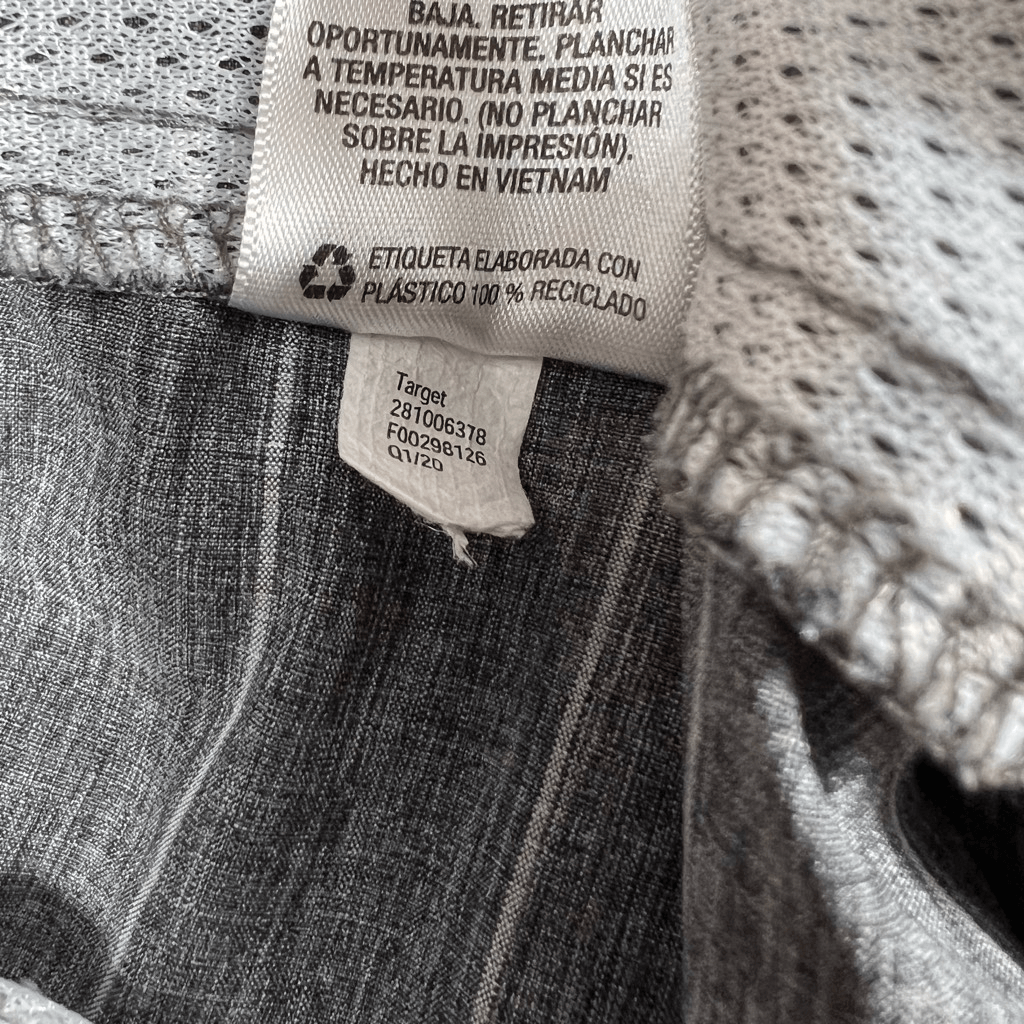 BAJA. RETIRAR
OPORTUNAMENTE. PLANCHAR
A TEMPERATURA MEDIA SI ES
NECESARIO. (NO PLANCHAR
SOBRE LA IMPRESIÓN).
HECHO EN VIETNAM
ETIQUETA ELABORADA CON
PLÁSTICO 100 % RECICLADO
Target
281006378
F00298126
Q1/20